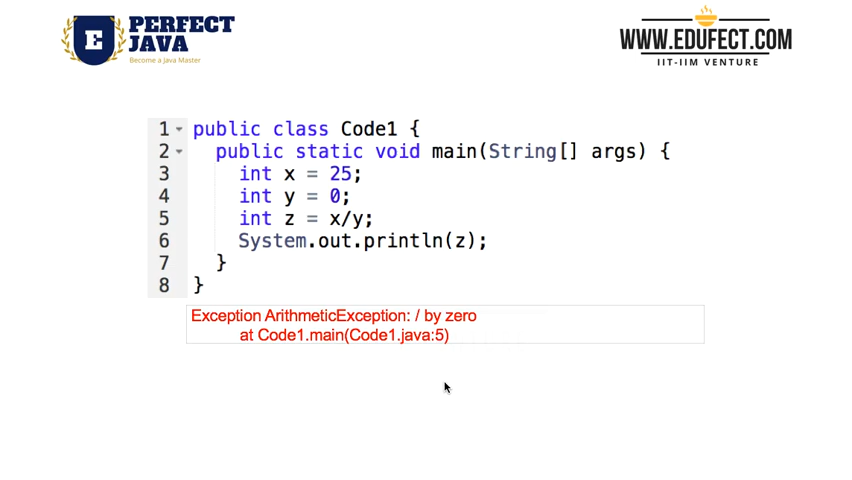 PERFECT
JAVA
Become a Java Master
E
WWW.EDUFECT.COM
IIT-IIM VENTURE
1 public class Code1 {
2 public static void main(String[] args) {
3 int x = 25;
4 int y = 0;
5 int z = x/y;
6 System.out.println(z);
7 }
8 }
Exception ArithmeticException: / by zero
at Code1.main(Code1.java:5)